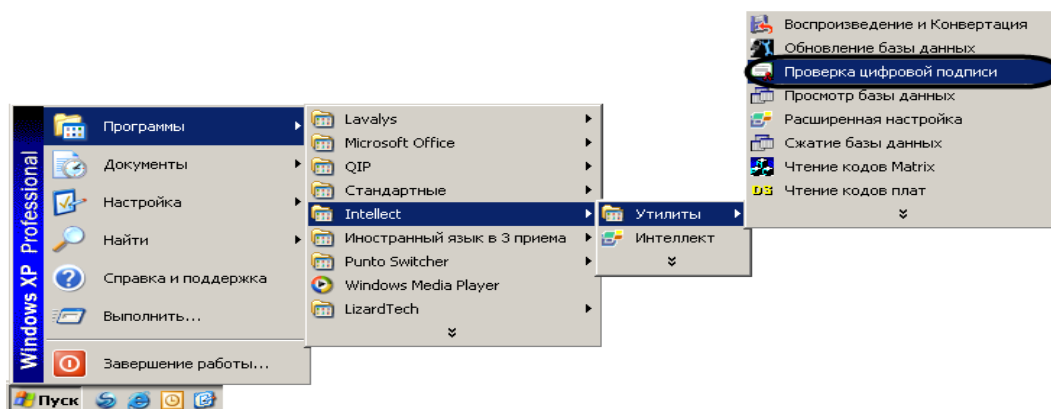 Воспроизведение и Конвертация
Обновление базы данных
Проверка цифровой подписи
Просмотр базы данных
Расширенная настройка
Сжатие базы данных
Чтение кодов Matrix
Чтение кодов плат
Windows XP Professional
Программы
Документы
Настройка
Найти
Справка и поддержка
Выполнить...
Завершение работы...
Lavalys
Microsoft Office
QIP
Стандартные
Intellect
Иностранный язык в 3 приема
Punto Switcher
Windows Media Player
LizardTech
Утилиты
Интеллект
Пуск